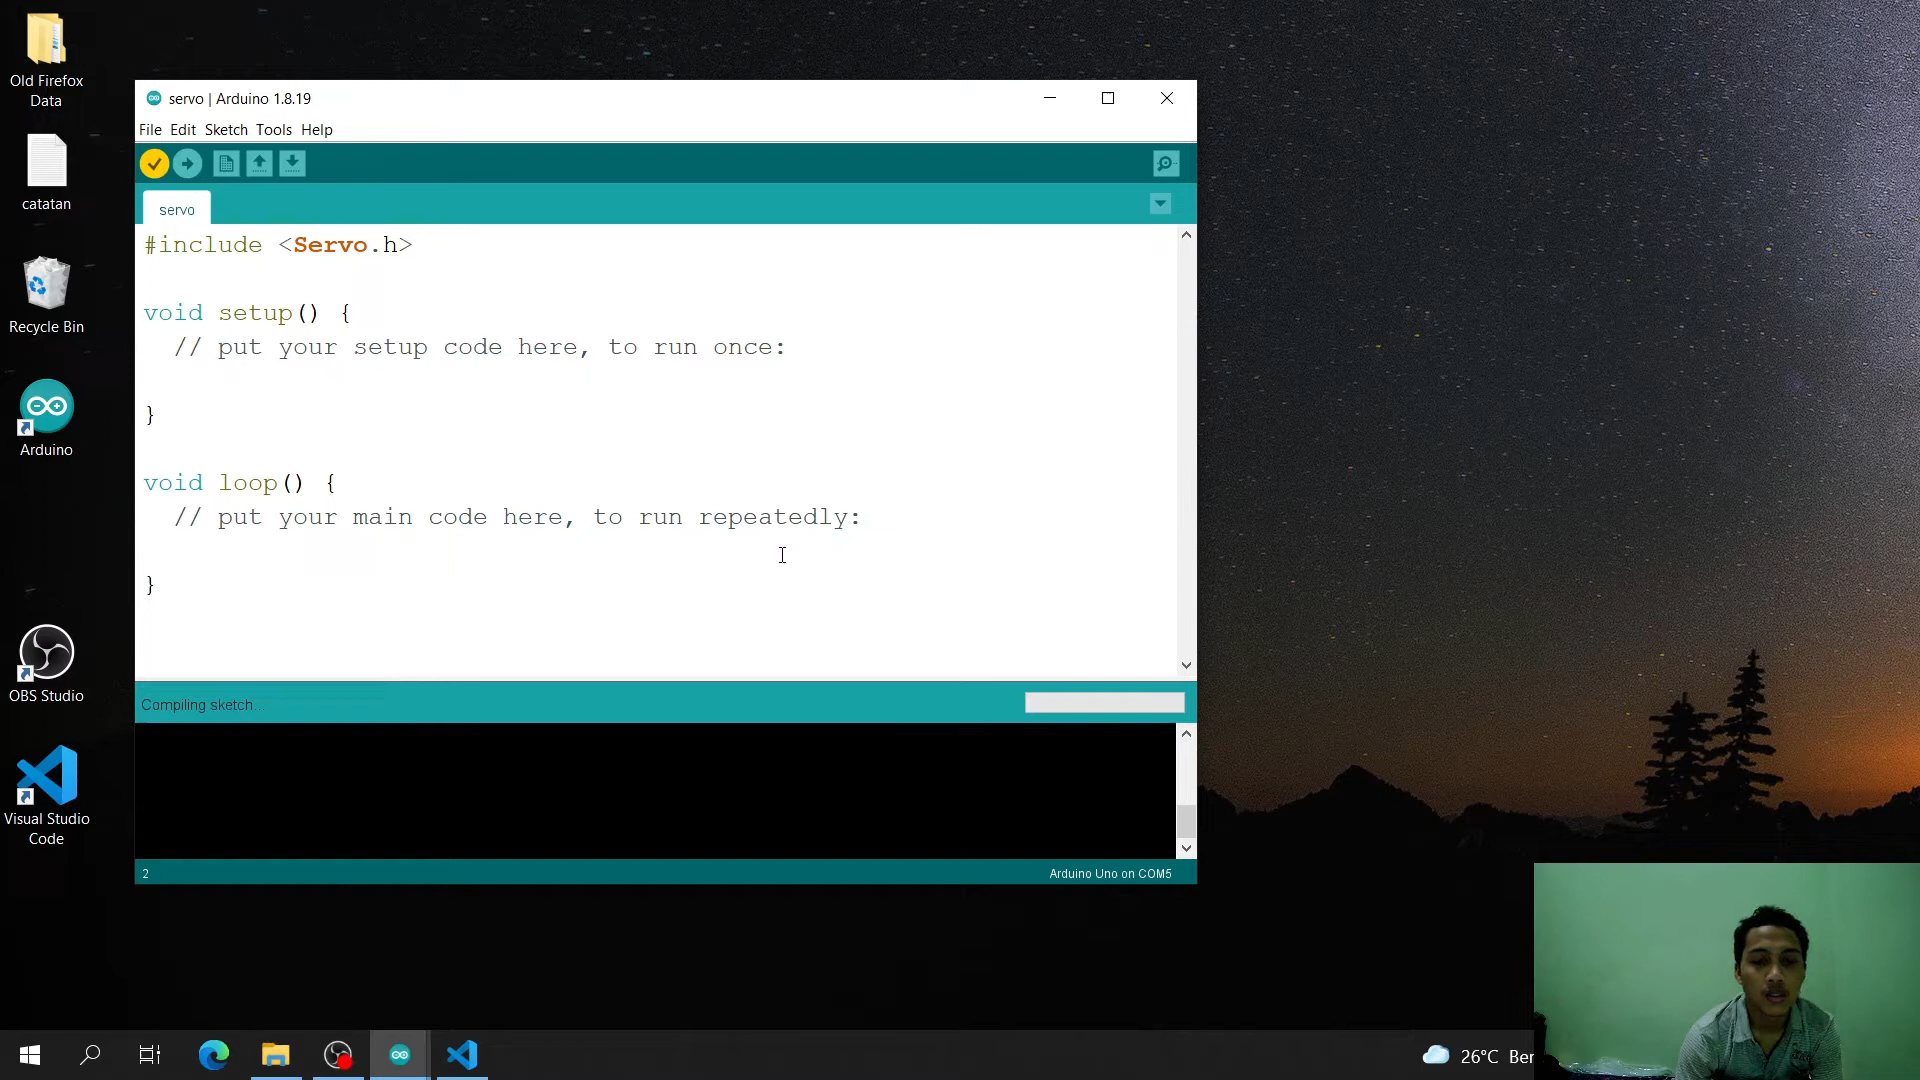 Old Firefox
Data
catatan
Recycle Bin
Arduino
OBS Studio
Visual Studio
Code
servo | Arduino 1.8.19
File Edit Sketch Tools Help
servo
#include <Servo.h>
void setup() {
// put your setup code here, to run once:
}
void loop() {
// put your main code here, to run repeatedly:
}
Compiling sketch...
2
Arduino Uno on COM5
26°C Ber